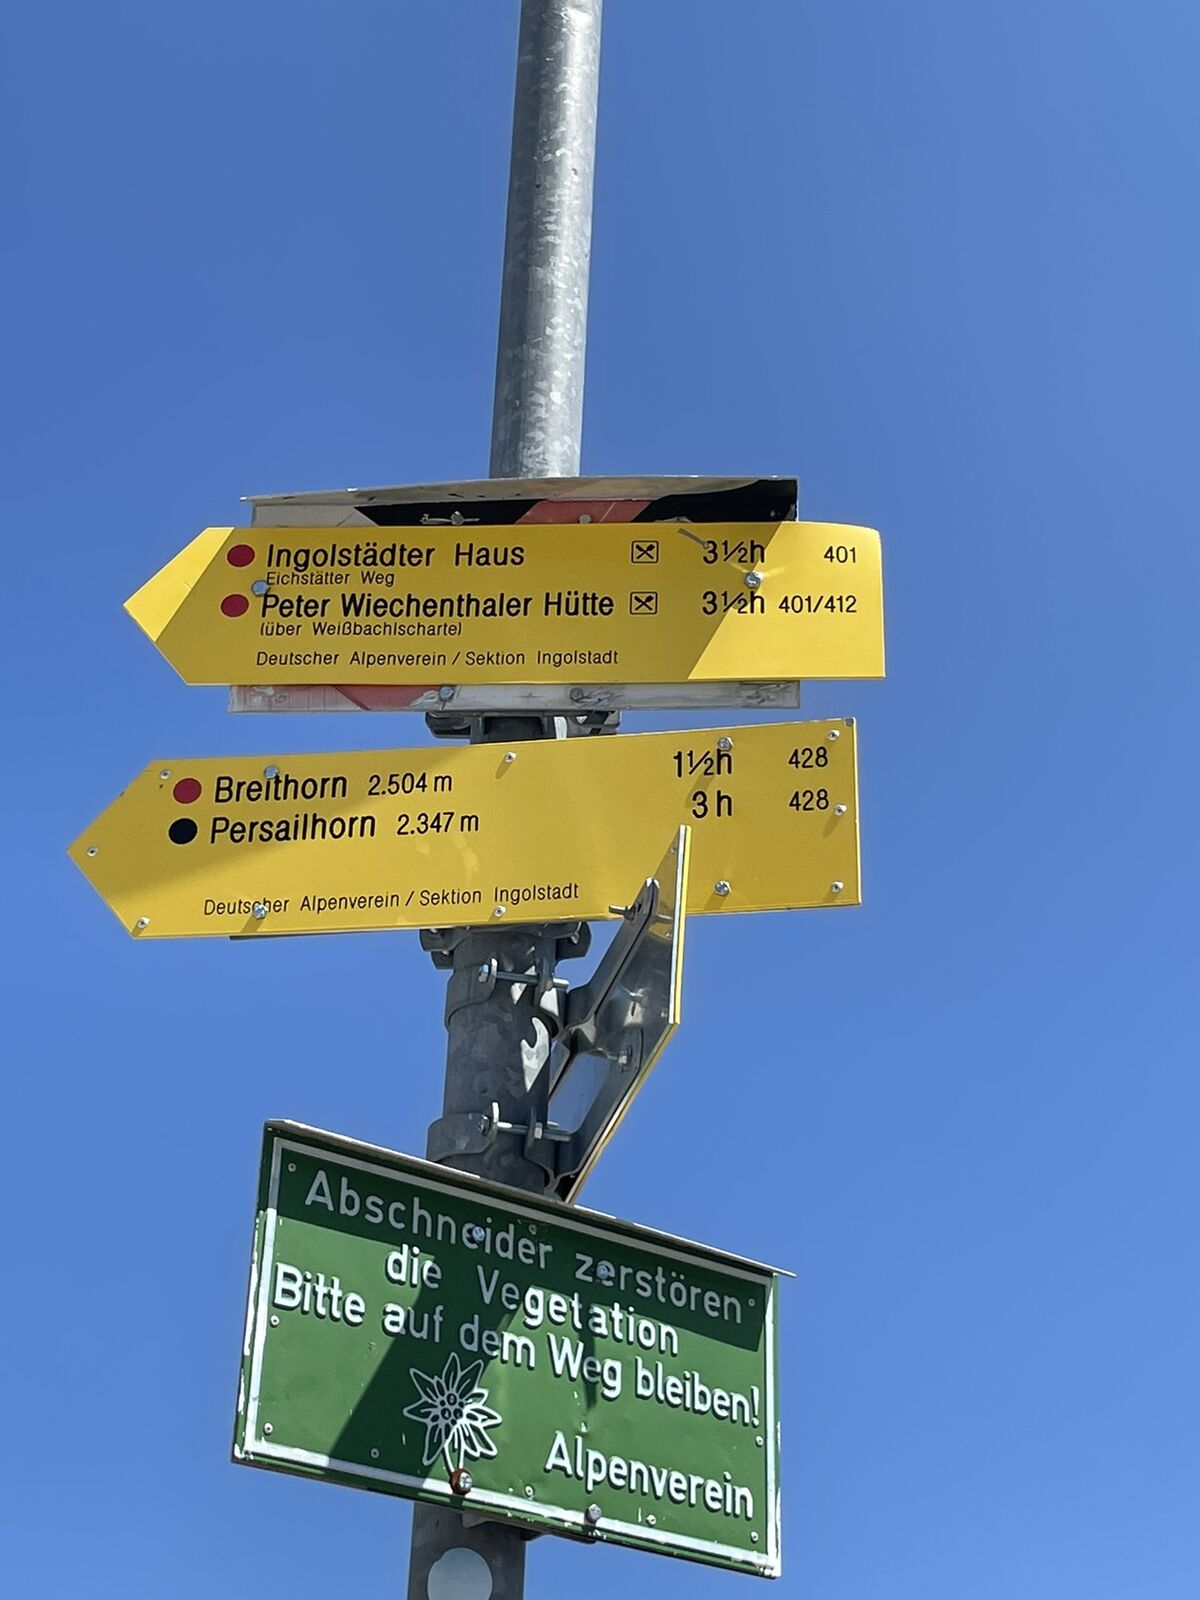 Ingolstädter Haus 3½h 401
Eichstätter Weg
Peter Wiechenthaler Hütte 3½h 401/412
(über Weißbachlscharte)
Deutscher Alpenverein / Sektion Ingolstadt
Breithorn 2.504 m 1½h 428
Persailhorn 2.347 m 3 h 428
Deutscher Alpenverein / Sektion Ingolstadt
Abschneider zerstören
die Vegetation
Bitte auf dem Weg bleiben!
Alpenverein